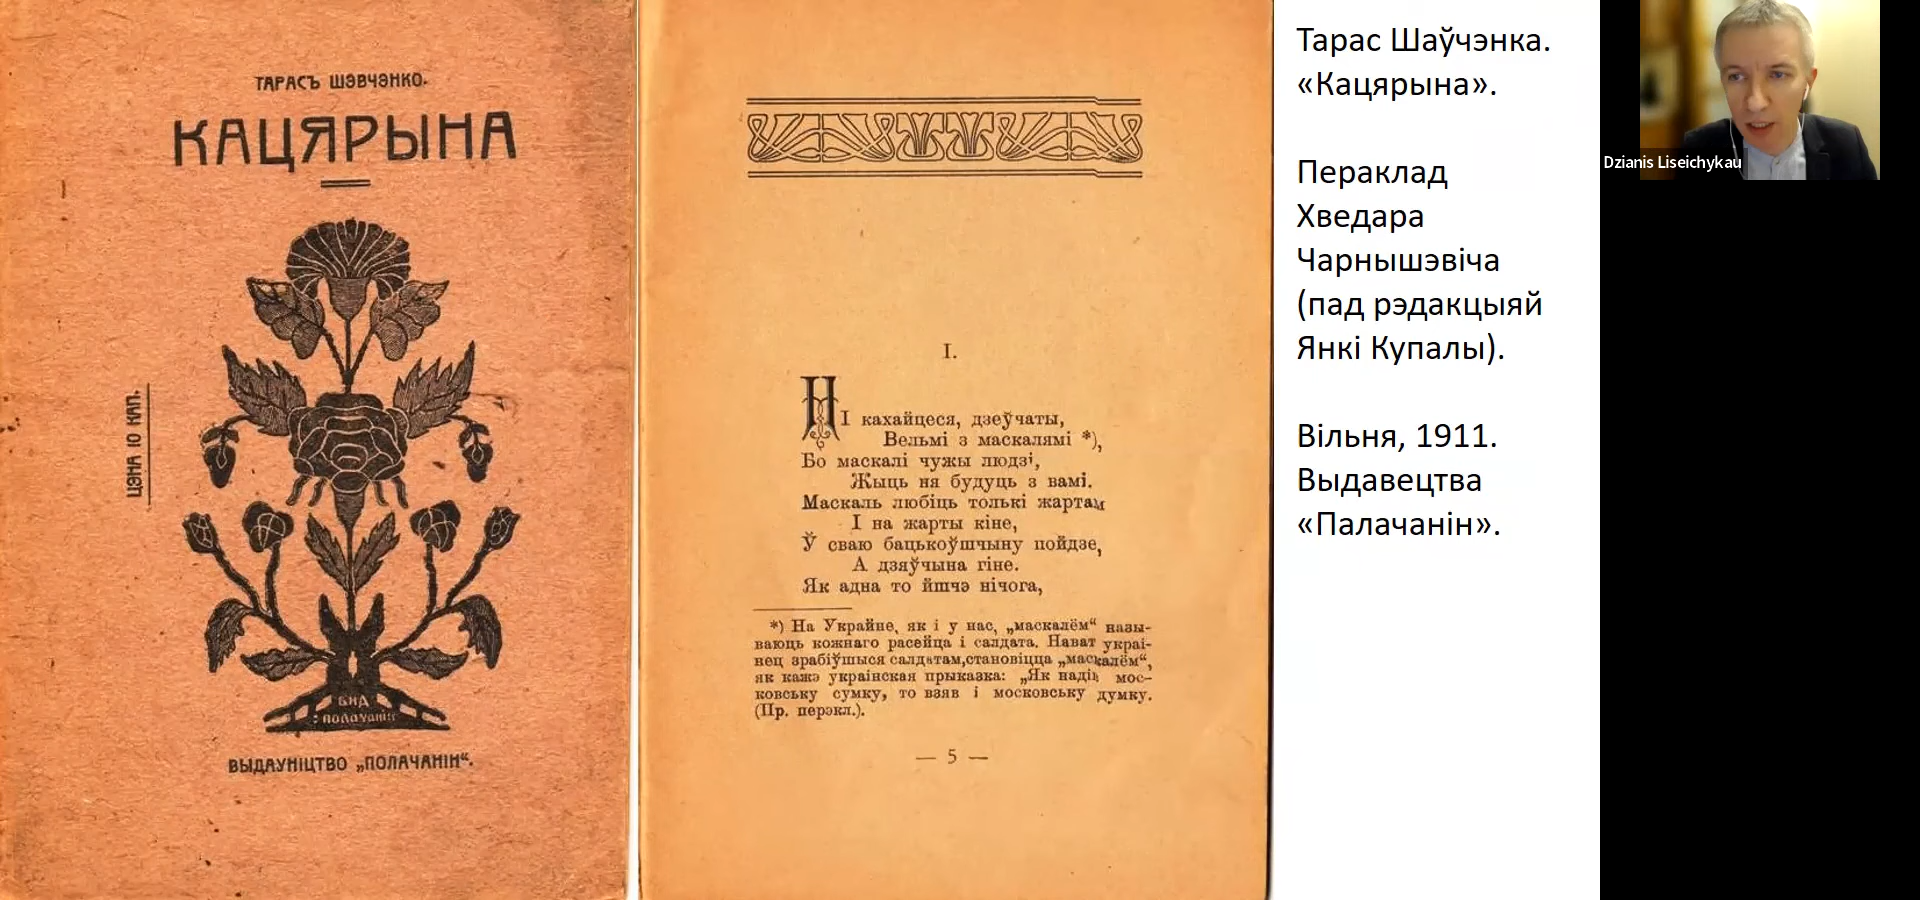 ТАРАСЪ ШЭВЧЭНКО.
КАЦЯРЫНА
ЦЭНА 10 КАП.
ВИД
ПОЛАЧАНІН
ВЫДАУНІЦТВО „ПОЛАЧАНІН“.
I.
НІ кахайцеся, дзеўчаты,
Вельмі з маскалямі *),
Бо маскалі чужы людзі,
Жыць ня будуць з вамі.
Маскаль любіць толькі жартам
І на жарты кіне,
Ў сваю бацькоўшчыну пойдзе,
А дзяўчына гіне.
Як адна то йшчэ нічога,
*) На Украйне, як і у нас, „маскалём“ назы-
ваюць кожнаго расейца і салдата. Нават украі-
нец зрабіўшыся салдатам,становіцца „маскалём“,
як кажэ украінская прыказка: „Як надів мос-
ковську сумку, то взяв і московську думку.
(Пр. перэкл.).
— 5 —
Тарас Шаўчэнка.
«Кацярына».
Пераклад
Хведара
Чарнышэвіча
(пад рэдакцыяй
Янкі Купалы).
Вільня, 1911.
Выдавецтва
«Палачанін».
Dzianis Liseichykau